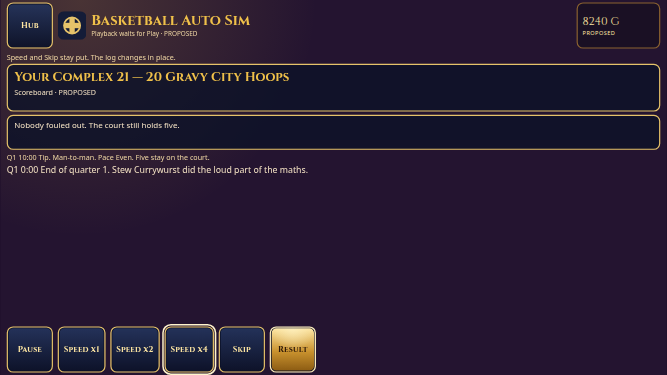 Hub
Basketball Auto Sim
Playback waits for Play · PROPOSED
8240 G
PROPOSED
Speed and Skip stay put. The log changes in place.
Your Complex 21 — 20 Gravy City Hoops
Scoreboard · PROPOSED
Nobody fouled out. The court still holds five.
Q1 10:00 Tip. Man-to-man. Pace Even. Five stay on the court.
Q1 0:00 End of quarter 1. Stew Currywurst did the loud part of the maths.
Pause
Speed x1
Speed x2
Speed x4
Skip
Result